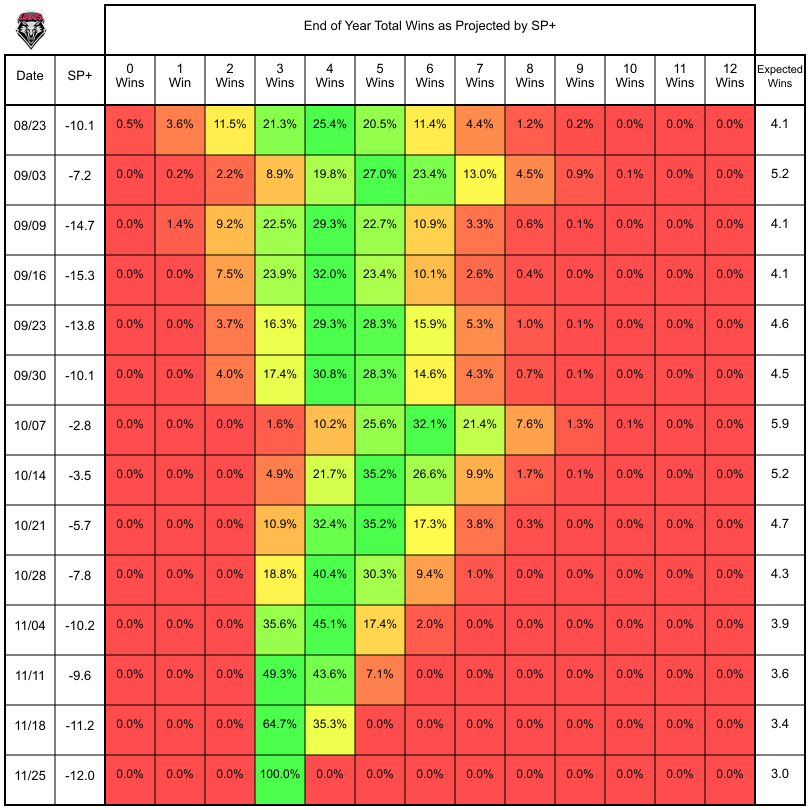 End of Year Total Wins as Projected by SP+
Date SP+ 0 Wins 1 Win 2 Wins 3 Wins 4 Wins 5 Wins 6 Wins 7 Wins 8 Wins 9 Wins 10 Wins 11 Wins 12 Wins Expected Wins
08/23 -10.1 0.5% 3.6% 11.5% 21.3% 25.4% 20.5% 11.4% 4.4% 1.2% 0.2% 0.0% 0.0% 0.0% 4.1
09/03 -7.2 0.0% 0.2% 2.2% 8.9% 19.8% 27.0% 23.4% 13.0% 4.5% 0.9% 0.1% 0.0% 0.0% 5.2
09/09 -14.7 0.0% 1.4% 9.2% 22.5% 29.3% 22.7% 10.9% 3.3% 0.6% 0.1% 0.0% 0.0% 0.0% 4.1
09/16 -15.3 0.0% 0.0% 7.5% 23.9% 32.0% 23.4% 10.1% 2.6% 0.4% 0.0% 0.0% 0.0% 0.0% 4.1
09/23 -13.8 0.0% 0.0% 3.7% 16.3% 29.3% 28.3% 15.9% 5.3% 1.0% 0.1% 0.0% 0.0% 0.0% 4.6
09/30 -10.1 0.0% 0.0% 4.0% 17.4% 30.8% 28.3% 14.6% 4.3% 0.7% 0.1% 0.0% 0.0% 0.0% 4.5
10/07 -2.8 0.0% 0.0% 0.0% 1.6% 10.2% 25.6% 32.1% 21.4% 7.6% 1.3% 0.1% 0.0% 0.0% 5.9
10/14 -3.5 0.0% 0.0% 0.0% 4.9% 21.7% 35.2% 26.6% 9.9% 1.7% 0.1% 0.0% 0.0% 0.0% 5.2
10/21 -5.7 0.0% 0.0% 0.0% 10.9% 32.4% 35.2% 17.3% 3.8% 0.3% 0.0% 0.0% 0.0% 0.0% 4.7
10/28 -7.8 0.0% 0.0% 0.0% 18.8% 40.4% 30.3% 9.4% 1.0% 0.0% 0.0% 0.0% 0.0% 0.0% 4.3
11/04 -10.2 0.0% 0.0% 0.0% 35.6% 45.1% 17.4% 2.0% 0.0% 0.0% 0.0% 0.0% 0.0% 0.0% 3.9
11/11 -9.6 0.0% 0.0% 0.0% 49.3% 43.6% 7.1% 0.0% 0.0% 0.0% 0.0% 0.0% 0.0% 0.0% 3.6
11/18 -11.2 0.0% 0.0% 0.0% 64.7% 35.3% 0.0% 0.0% 0.0% 0.0% 0.0% 0.0% 0.0% 0.0% 3.4
11/25 -12.0 0.0% 0.0% 0.0% 100.0% 0.0% 0.0% 0.0% 0.0% 0.0% 0.0% 0.0% 0.0% 0.0% 3.0